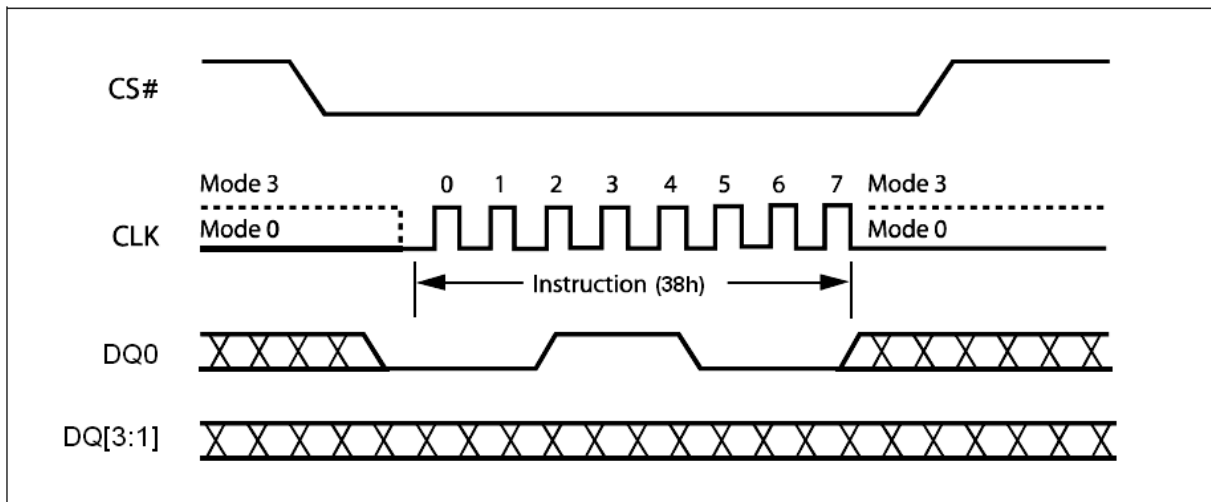 CS#
Mode 3 0 1 2 3 4 5 6 7 Mode 3
CLK Mode 0 Mode 0
Instruction (38h)
DQ0
DQ[3:1]